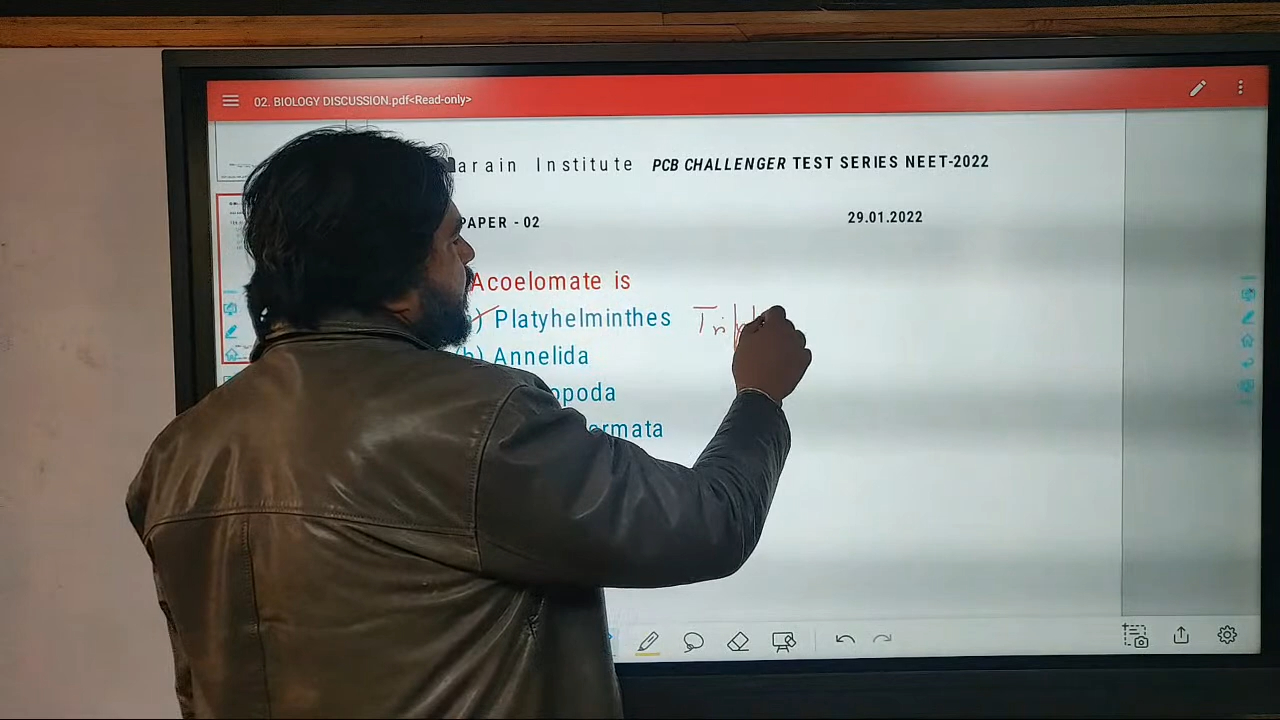 02. BIOLOGY DISCUSSION.pdf<Read-only>
arain Institute PCB CHALLENGER TEST SERIES NEET-2022
PAPER - 02 29.01.2022
Acoelomate is
) Platyhelminthes Tri
(b) Annelida
opoda
ermata